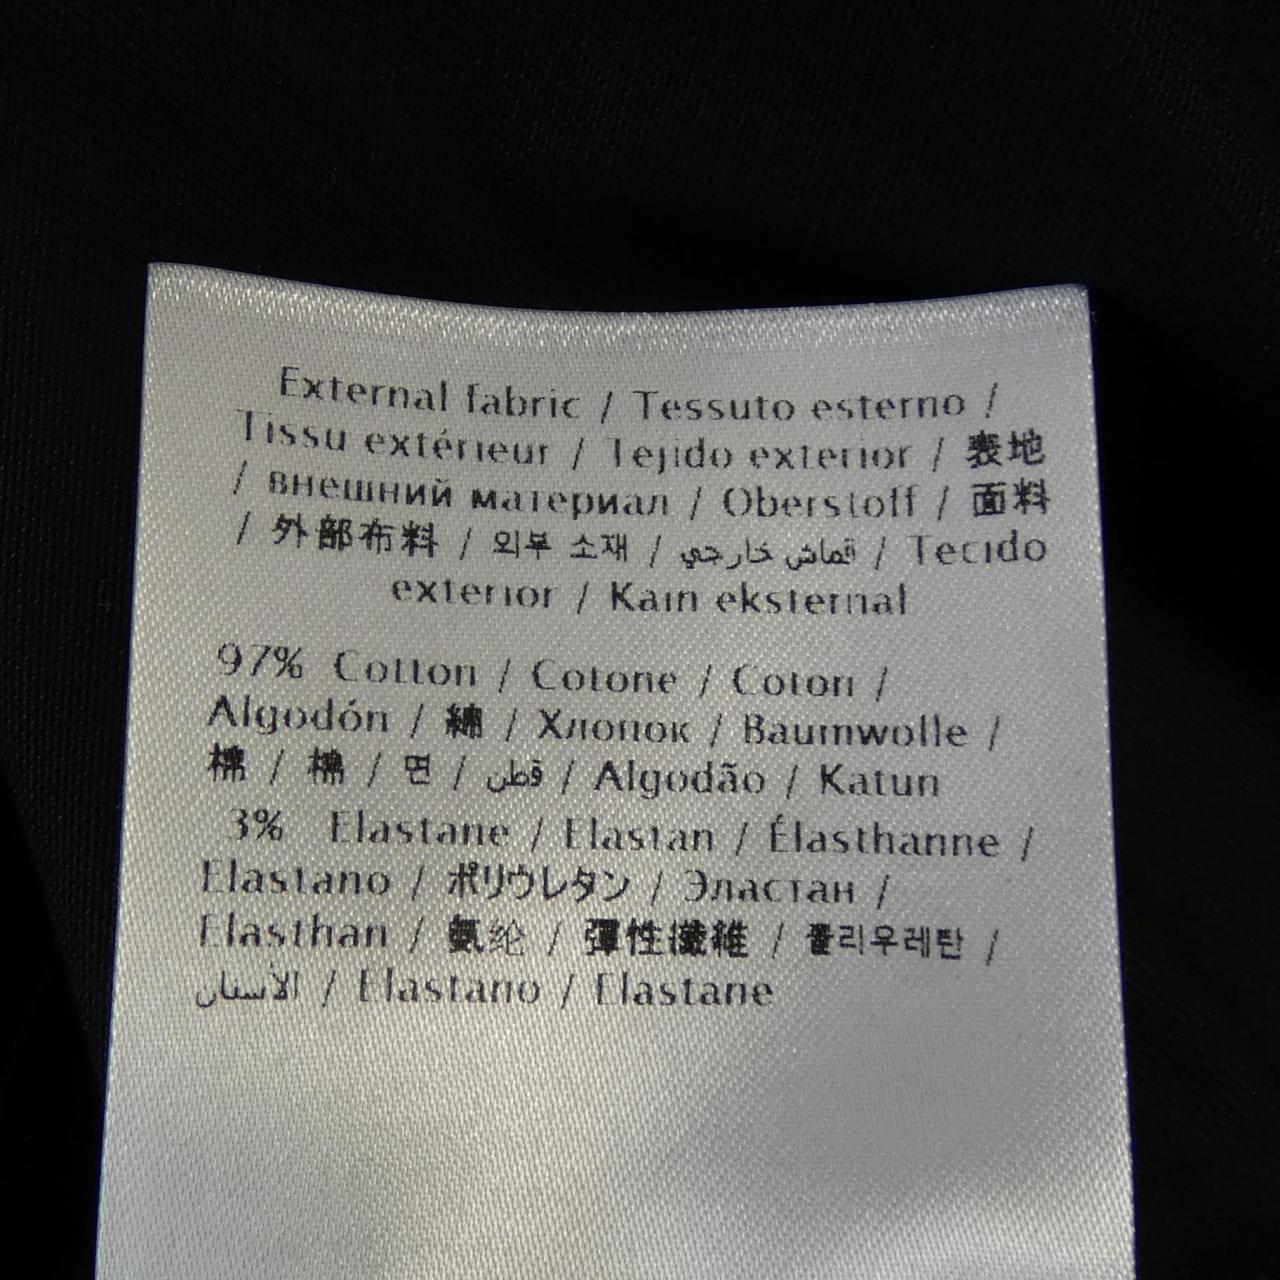 External fabric / Tessuto esterno /
Tissu extérieur / Tejido exterior / 表地
/ внешний материал / Oberstoff / 面料
/ 外部布料 / 외부 소재 / قماش خارجي / Tecido
exterior / Kain eksternal
97% Cotton / Cotone / Coton /
Algodón / 綿 / Хлопок / Baumwolle /
棉 / 棉 / 면 / قطن / Algodão / Katun
3% Elastane / Elastan / Élasthanne /
Elastano / ポリウレタン / Эластан /
Elasthan / 氨纶 / 彈性纖維 / 폴리우레탄 /
الاستان / Elastano / Elastane